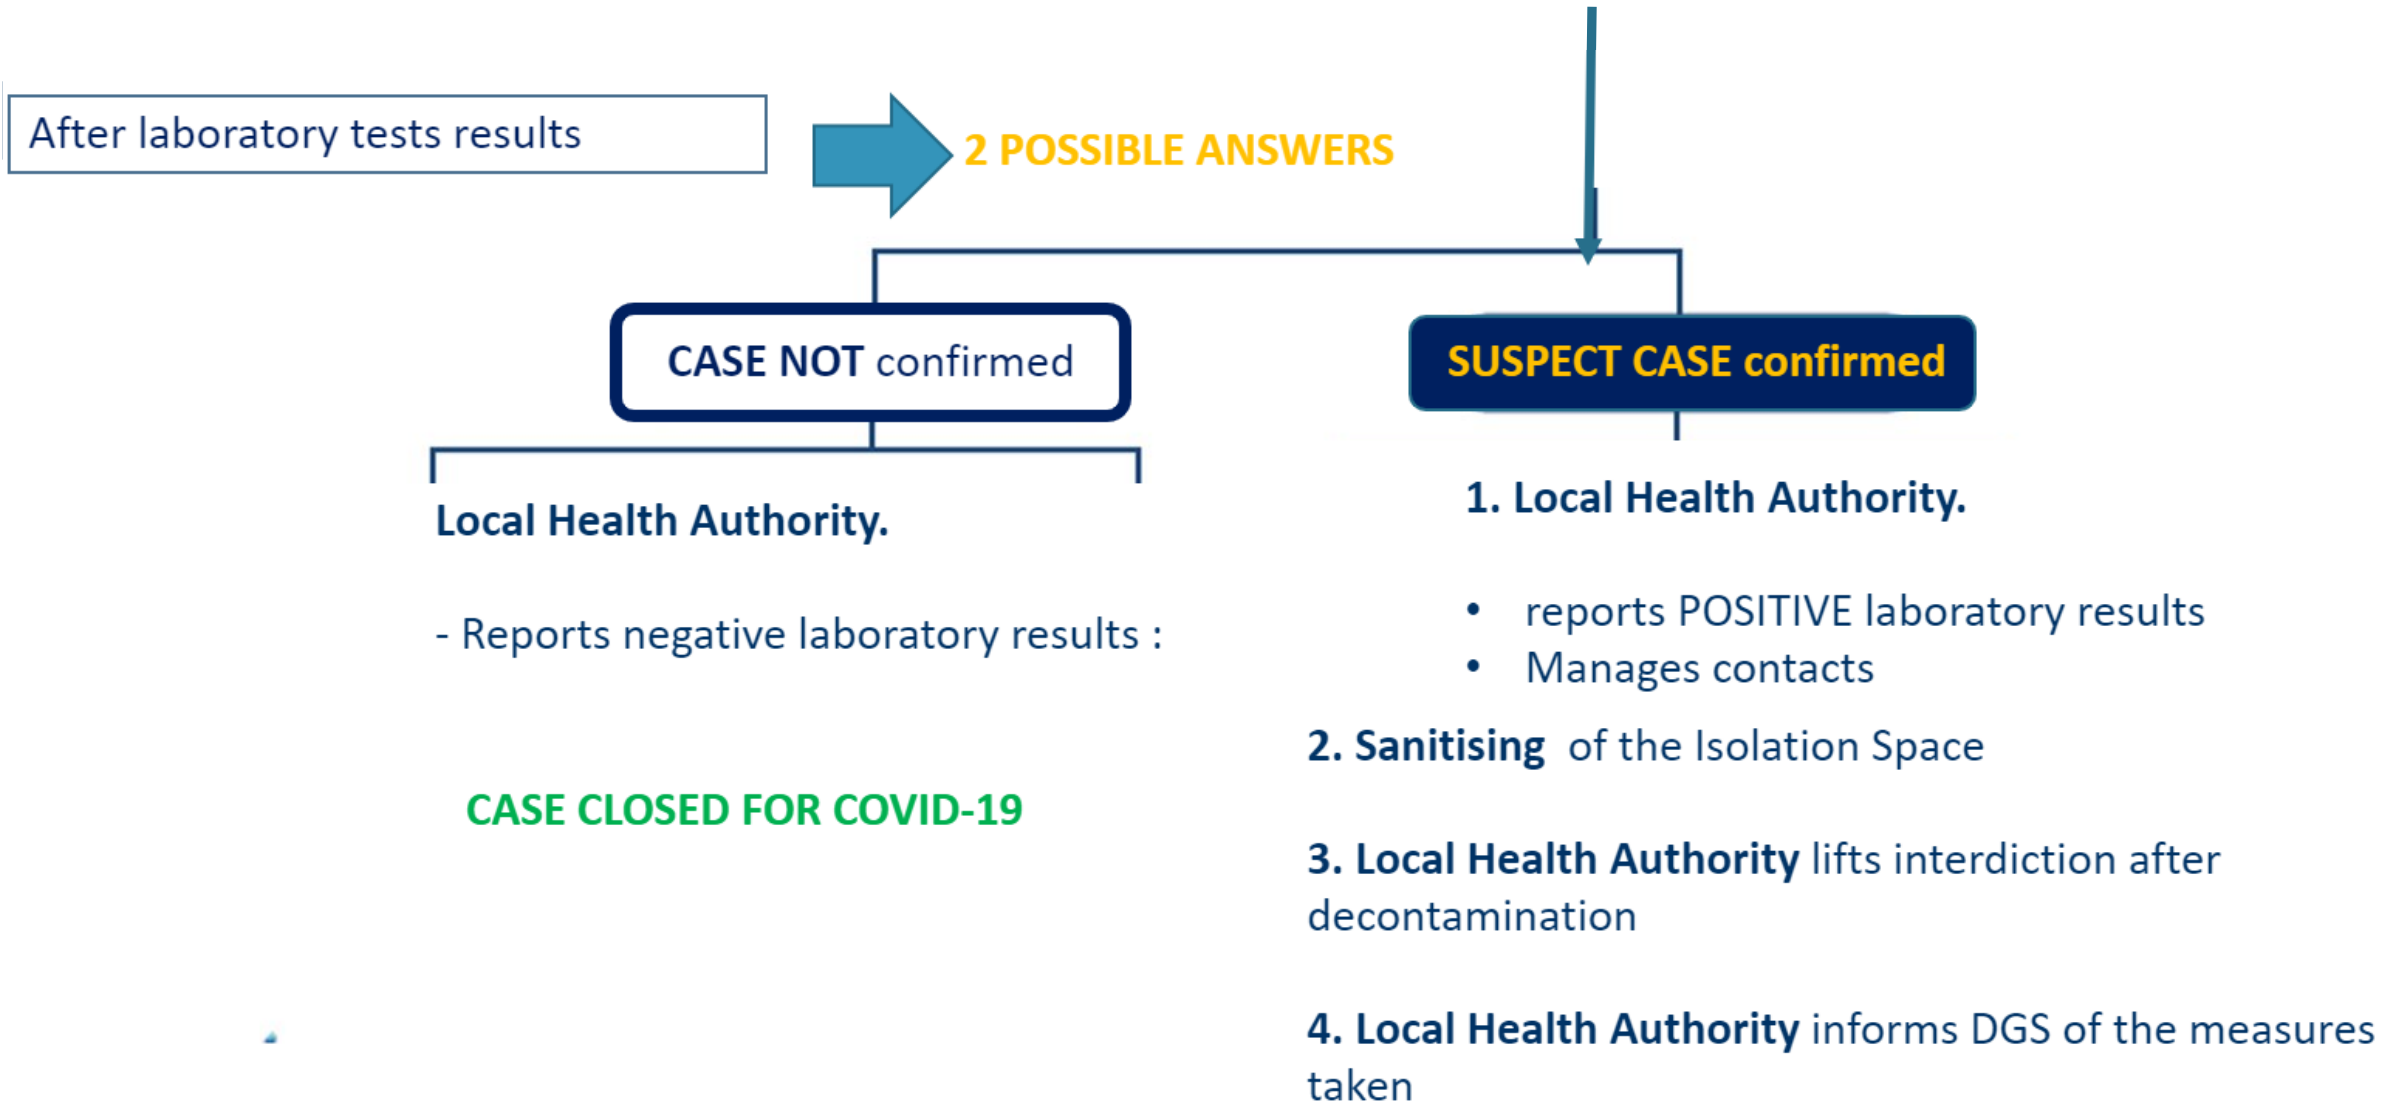 After laboratory tests results
2 POSSIBLE ANSWERS
CASE NOT confirmed
Local Health Authority.
- Reports negative laboratory results :
CASE CLOSED FOR COVID-19
SUSPECT CASE confirmed
1. Local Health Authority.
• reports POSITIVE laboratory results
• Manages contacts
2. Sanitising of the Isolation Space
3. Local Health Authority lifts interdiction after
decontamination
4. Local Health Authority informs DGS of the measures
taken